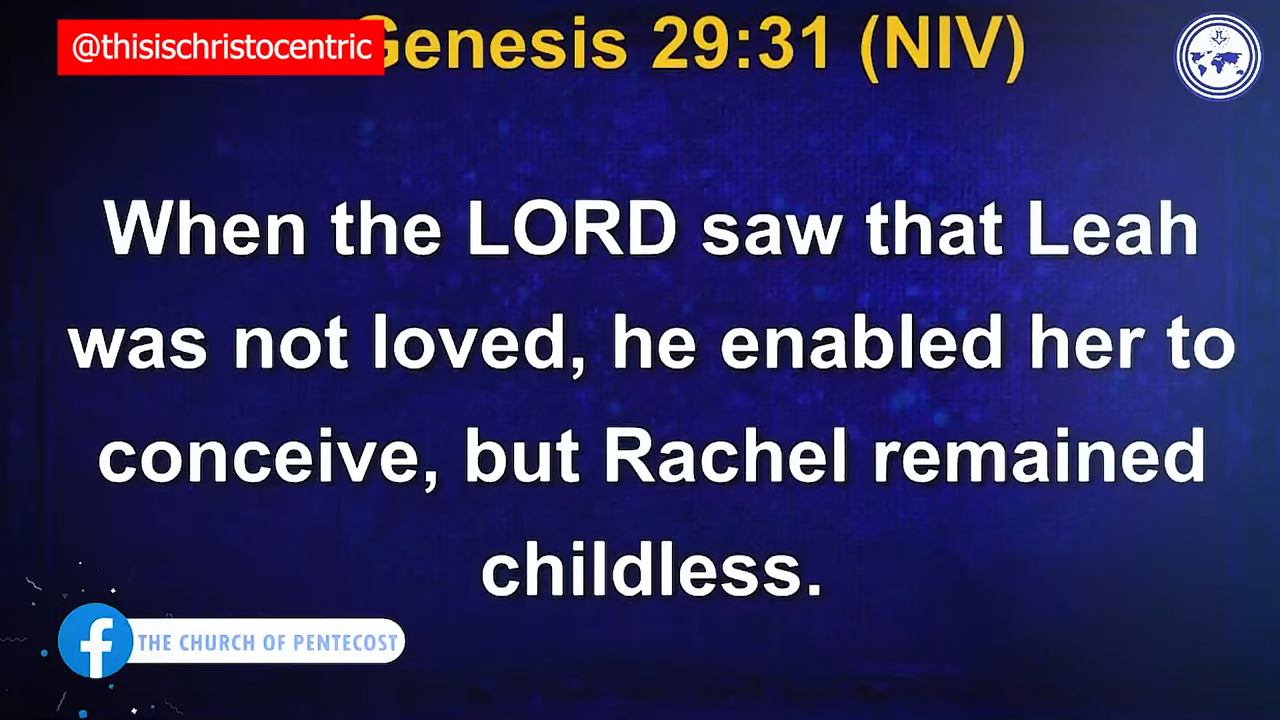 @thisischristocentric
Genesis 29:31 (NIV)
When the LORD saw that Leah
was not loved, he enabled her to
conceive, but Rachel remained
childless.
THE CHURCH OF PENTECOST